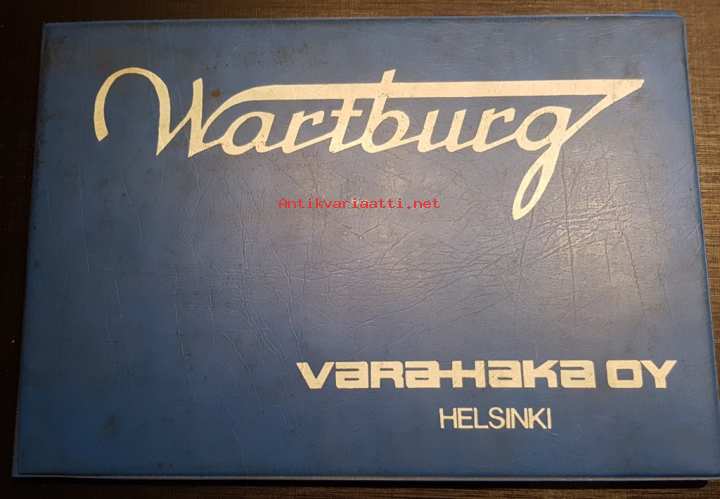 Wartburg
Antikvariaatti.net
VARA-HAKA OY
HELSINKI